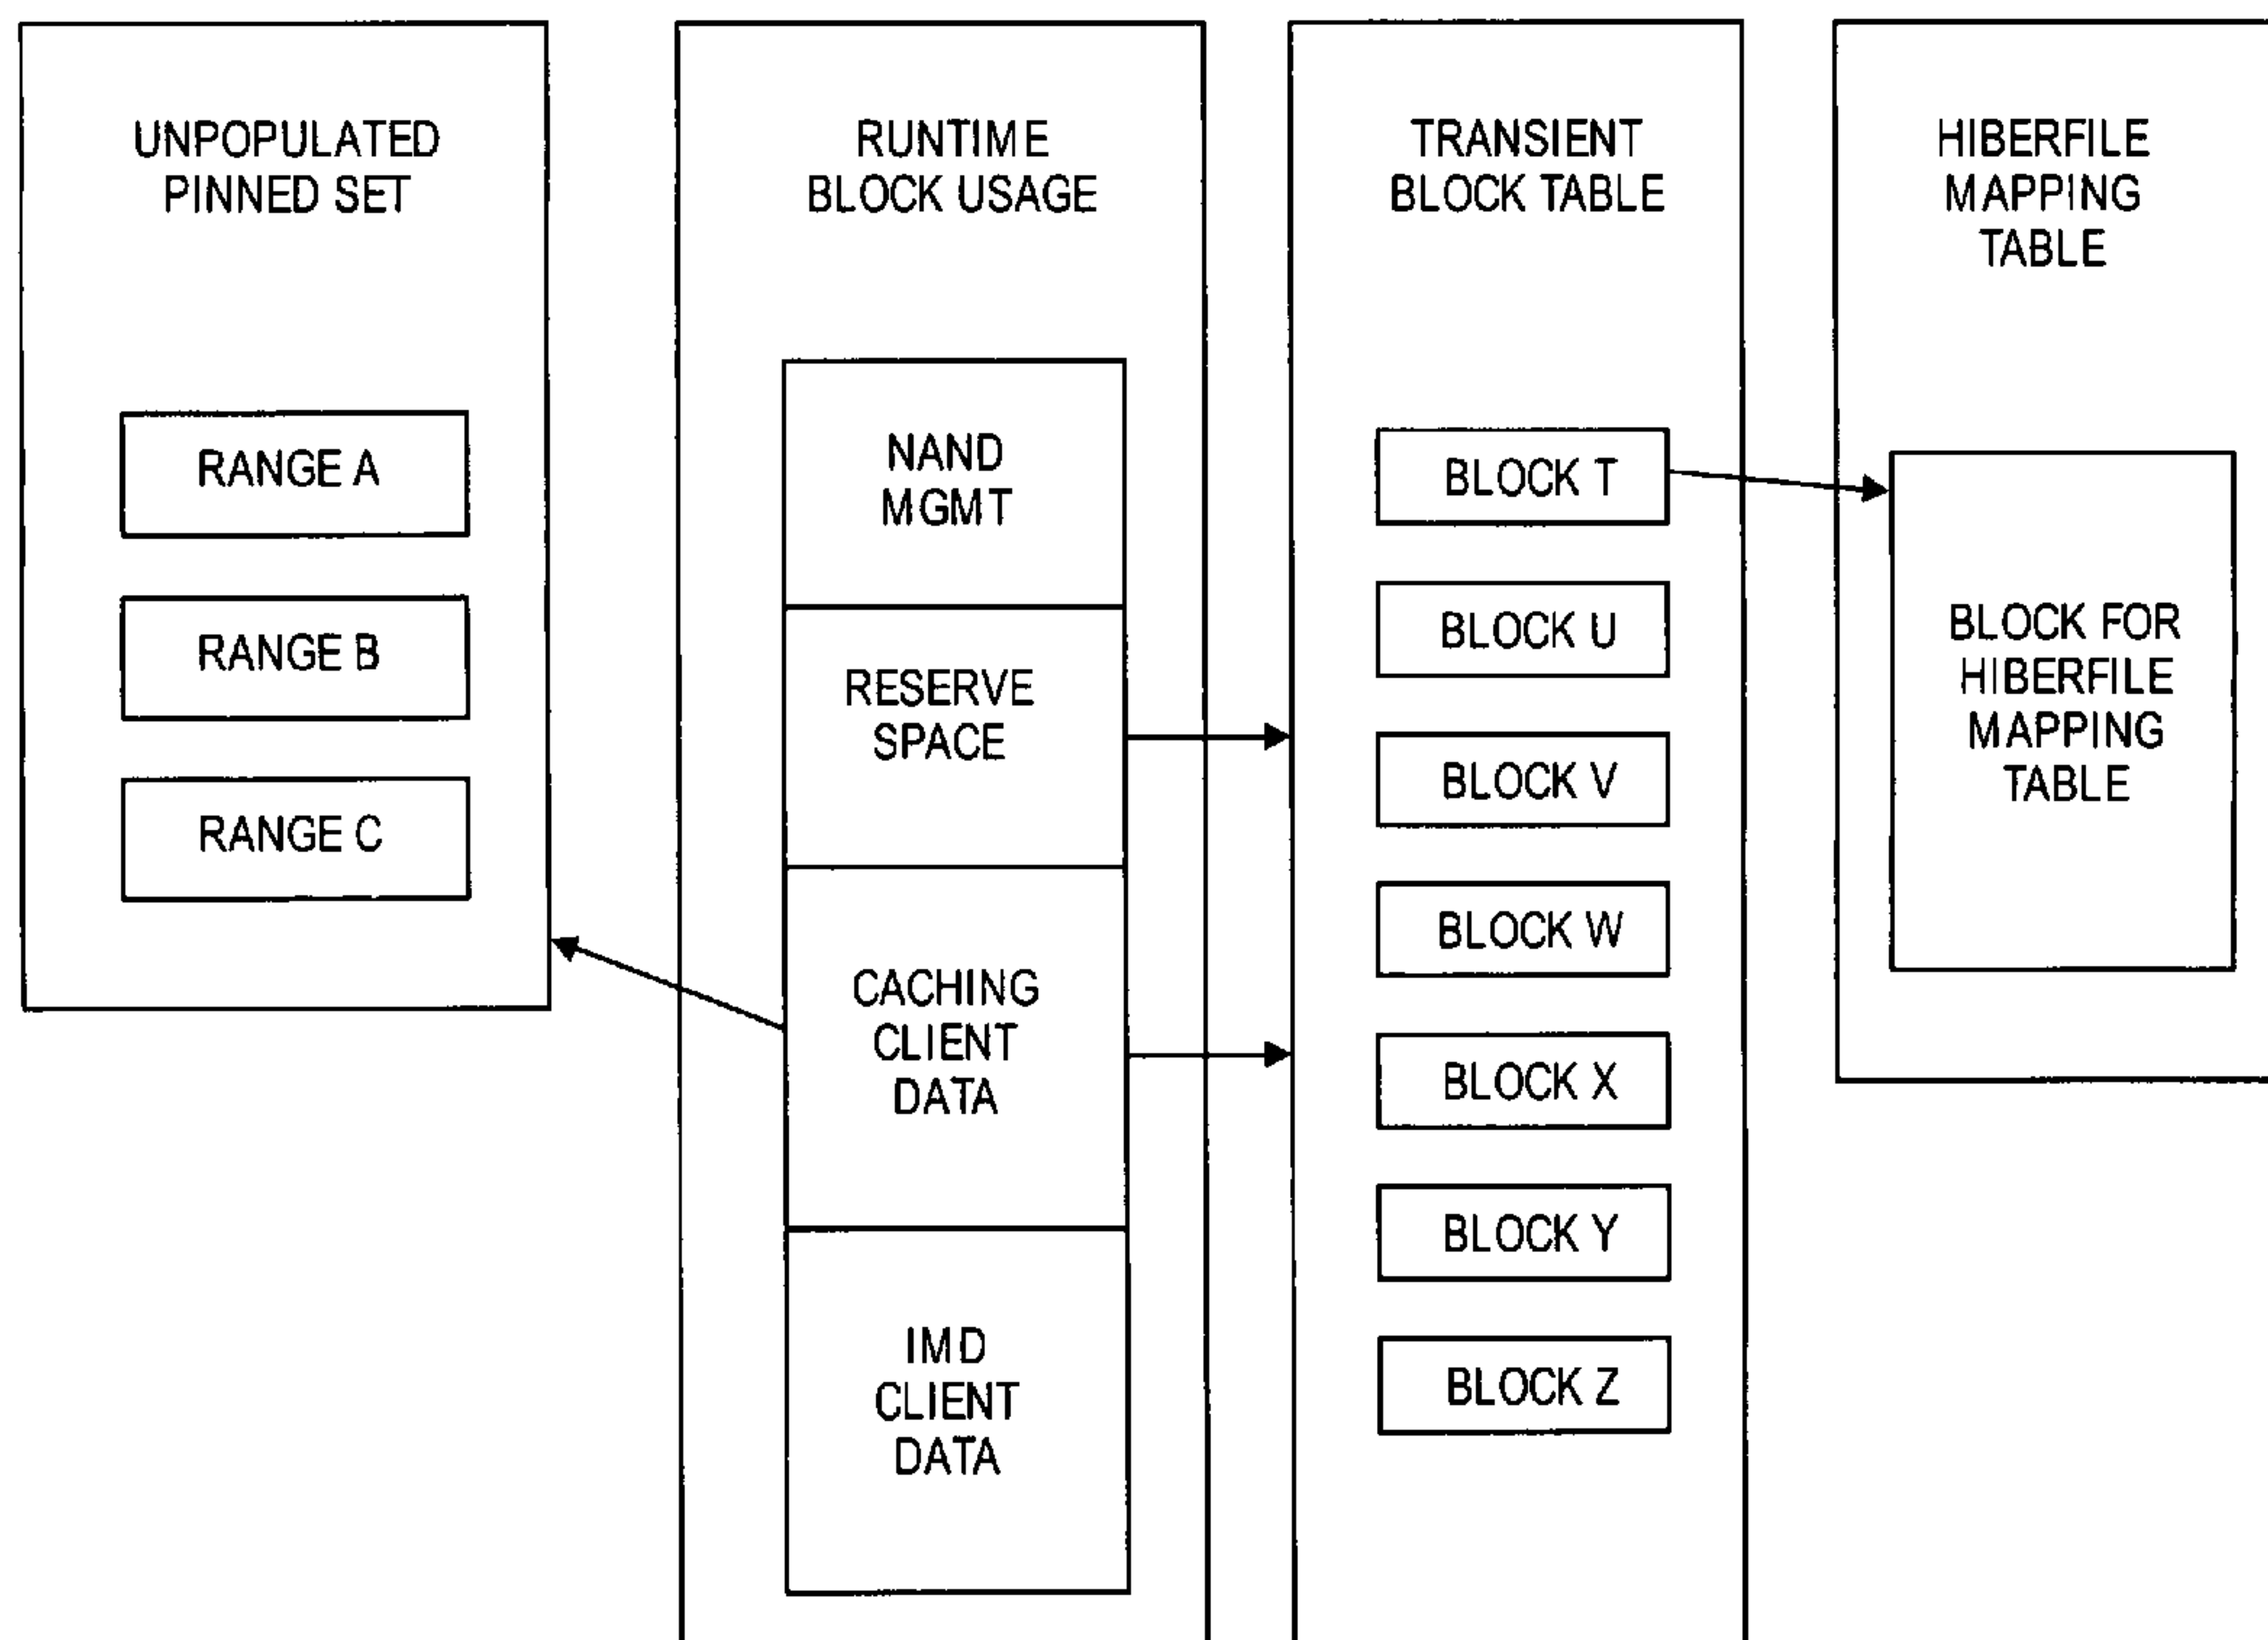 UNPOPULATED
PINNED SET
RANGE A
RANGE B
RANGE C
RUNTIME
BLOCK USAGE
NAND
MGMT
RESERVE
SPACE
CACHING
CLIENT
DATA
IMD
CLIENT
DATA
TRANSIENT
BLOCK TABLE
BLOCK T
BLOCK U
BLOCK V
BLOCK W
BLOCK X
BLOCK Y
BLOCK Z
HIBERFILE
MAPPING
TABLE
BLOCK FOR
HIBERFILE
MAPPING
TABLE